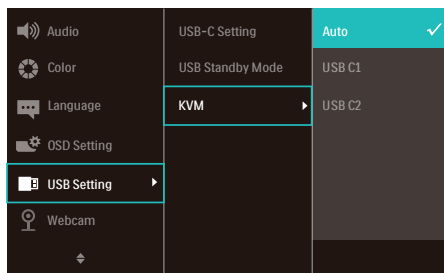 Audio
Color
Language
OSD Setting
USB Setting
Webcam
USB-C Setting
USB Standby Mode
KVM
Auto
USB C1
USB C2